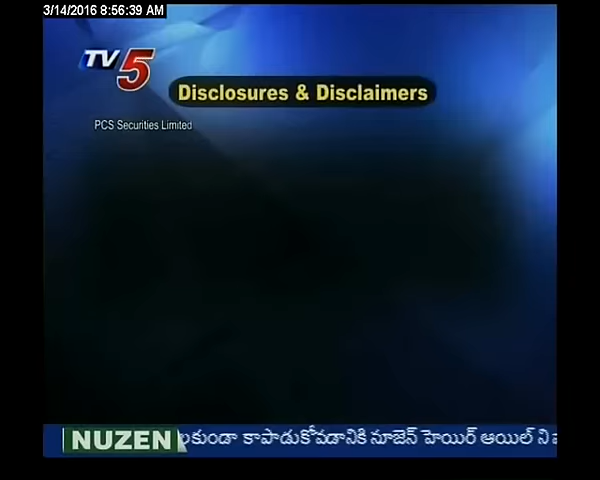 3/14/2016 8:56:39 AM
TV5
Disclosures & Disclaimers
PCS Securities Limited
NUZEN కాపాడుకోవడానికి నూజెన్ హెయిర్ ఆయిల్ ని